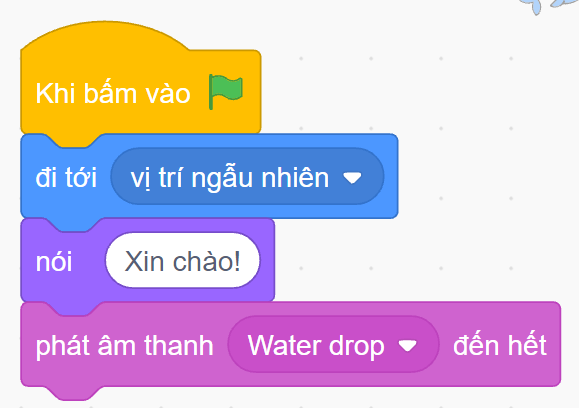 Khi bấm vào
đi tới vị trí ngẫu nhiên
nói Xin chào!
phát âm thanh Water drop đến hết